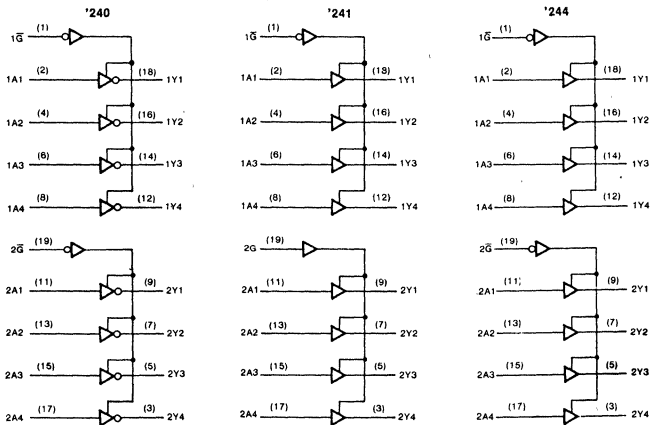 '240
1G̅ (1)
1A1 (2) (18) 1Y1
1A2 (4) (16) 1Y2
1A3 (6) (14) 1Y3
1A4 (8) (12) 1Y4
2G̅ (19)
2A1 (11) (9) 2Y1
2A2 (13) (7) 2Y2
2A3 (15) (5) 2Y3
2A4 (17) (3) 2Y4
'241
1G̅ (1)
1A1 (2) (18) 1Y1
1A2 (4) (16) 1Y2
1A3 (6) (14) 1Y3
1A4 (8) (12) 1Y4
2G (19)
2A1 (11) (9) 2Y1
2A2 (13) (7) 2Y2
2A3 (15) (5) 2Y3
2A4 (17) (3) 2Y4
'244
1G̅ (1)
1A1 (2) (18) 1Y1
1A2 (4) (16) 1Y2
1A3 (6) (14) 1Y3
1A4 (8) (12) 1Y4
2G̅ (19)
2A1 (11) (9) 2Y1
2A2 (13) (7) 2Y2
2A3 (15) (5) 2Y3
2A4 (17) (3) 2Y4